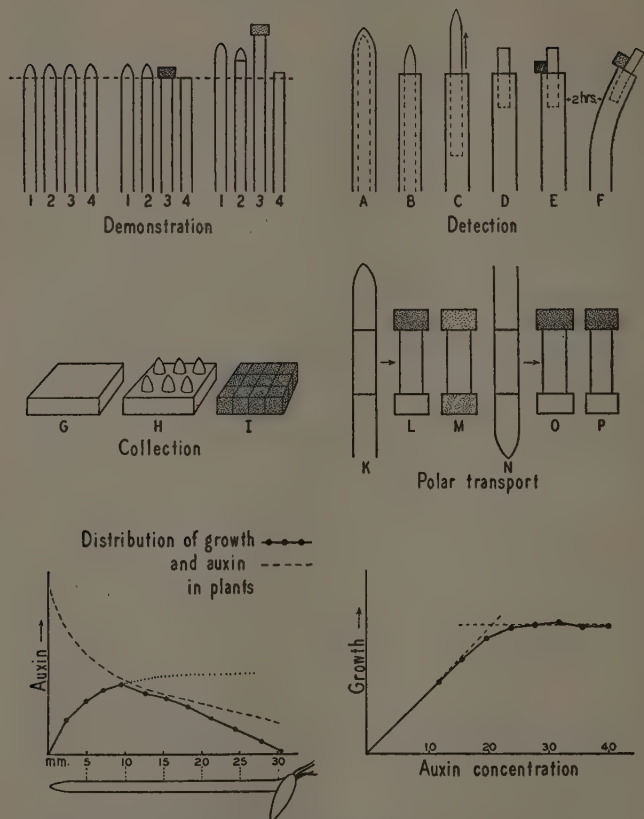 1 2 3 4 1 2 3 4 1 2 3 4
Demonstration
2 hrs.
A B C D E F
Detection
G H I
Collection
K L M N O P
Polar transport
Distribution of growth
and auxin
in plants
Auxin
mm. 5 10 15 20 25 30
Growth
1,0 2,0 3,0 4,0
Auxin concentration